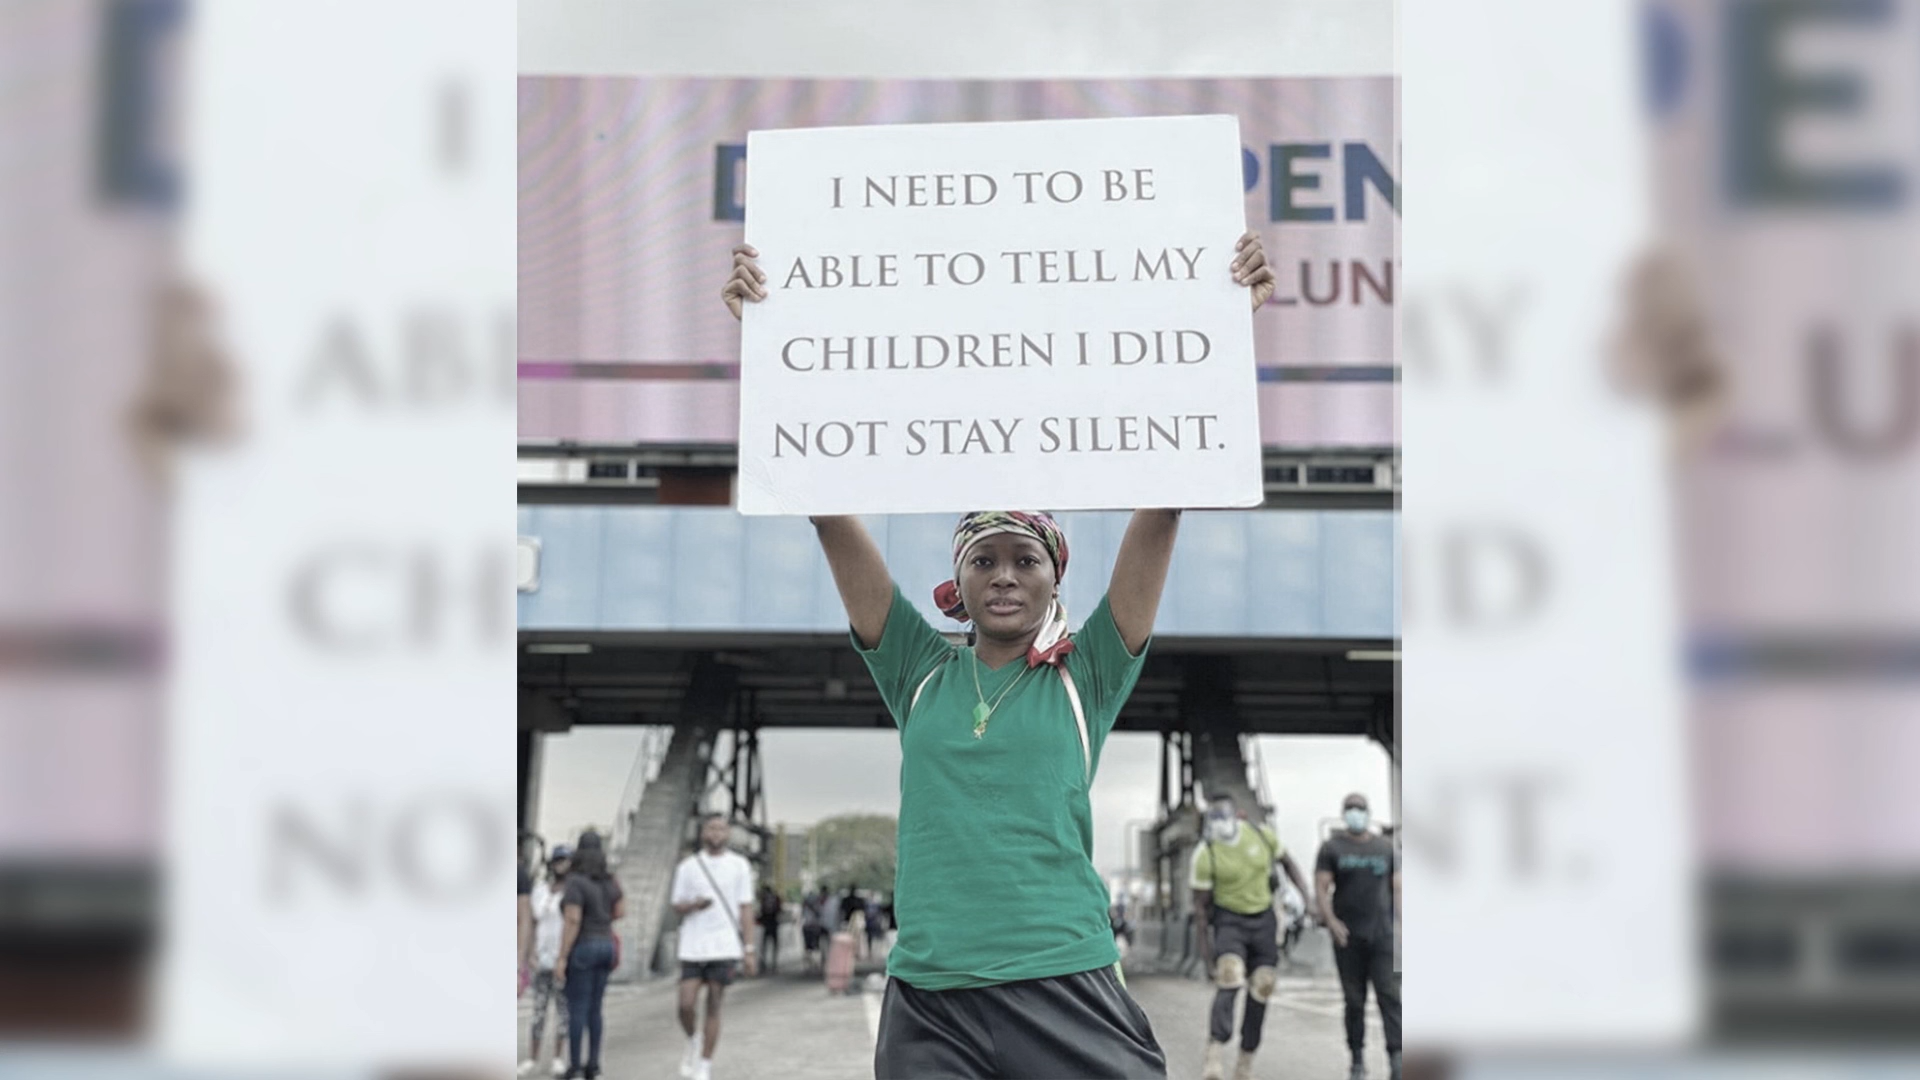 I NEED TO BE
ABLE TO TELL MY
CHILDREN I DID
NOT STAY SILENT.